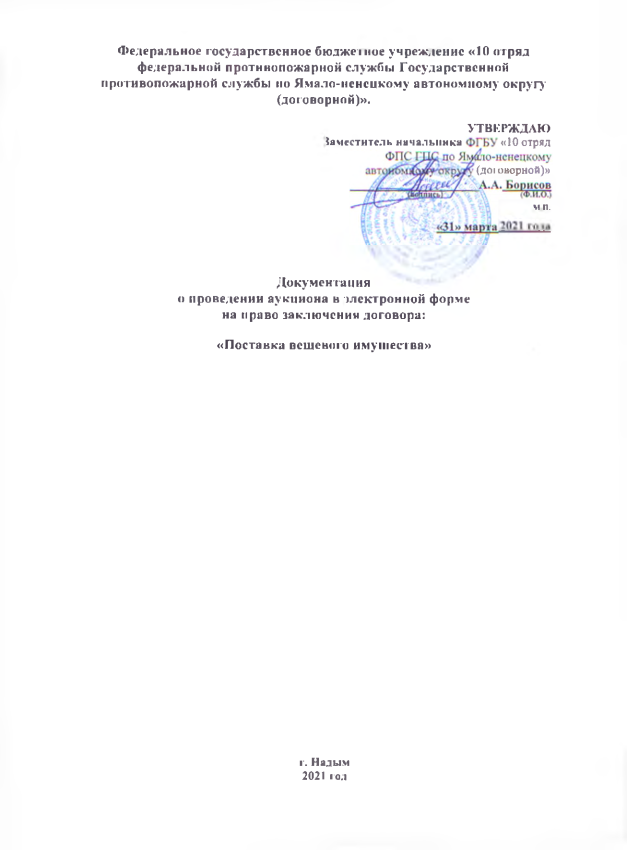 Федеральное государственное бюджетное учреждение «10 отряд
федеральной противопожарной службы Государственной
противопожарной службы по Ямало-ненецкому автономному округу
(договорной)».
УТВЕРЖДАЮ
Заместитель начальника ФГБУ «10 отряд
ФПС ГПС по Ямало-ненецкому
автономному округу (договорной)»
А.А. Борисов
(подпись) (Ф.И.О.)
м.п.
«31» марта 2021 года
Документация
о проведении аукциона в электронной форме
на право заключения договора:
«Поставка вещевого имущества»
г. Надым
2021 год